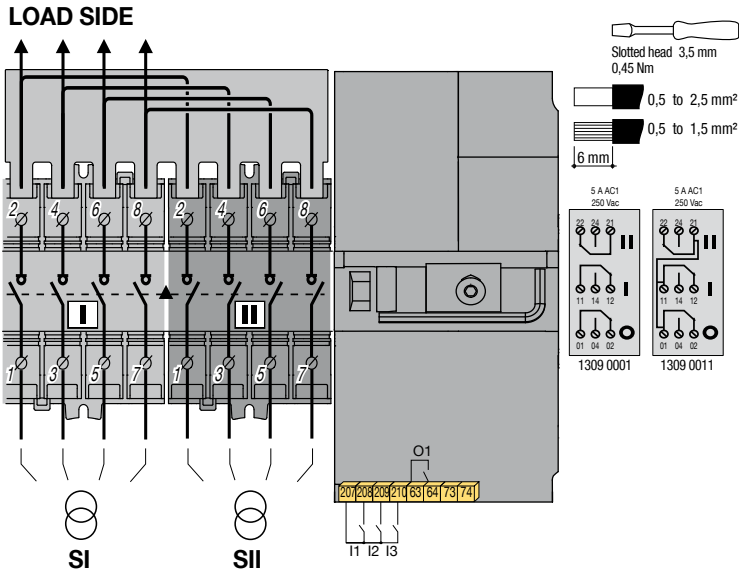 LOAD SIDE
2 4 6 8 2 4 6 8
I II
1 3 5 7 1 3 5 7
SI SII
O1
207 208 209 210 63 64 73 74
I1 I2 I3
Slotted head 3,5 mm
0,45 Nm
0,5 to 2,5 mm²
0,5 to 1,5 mm²
6 mm
5 A AC1
250 Vac
22 24 21
II
11 14 12
I
01 04 02
O
1309 0001
5 A AC1
250 Vac
22 24 21
II
11 14 12
I
01 04 02
O
1309 0011